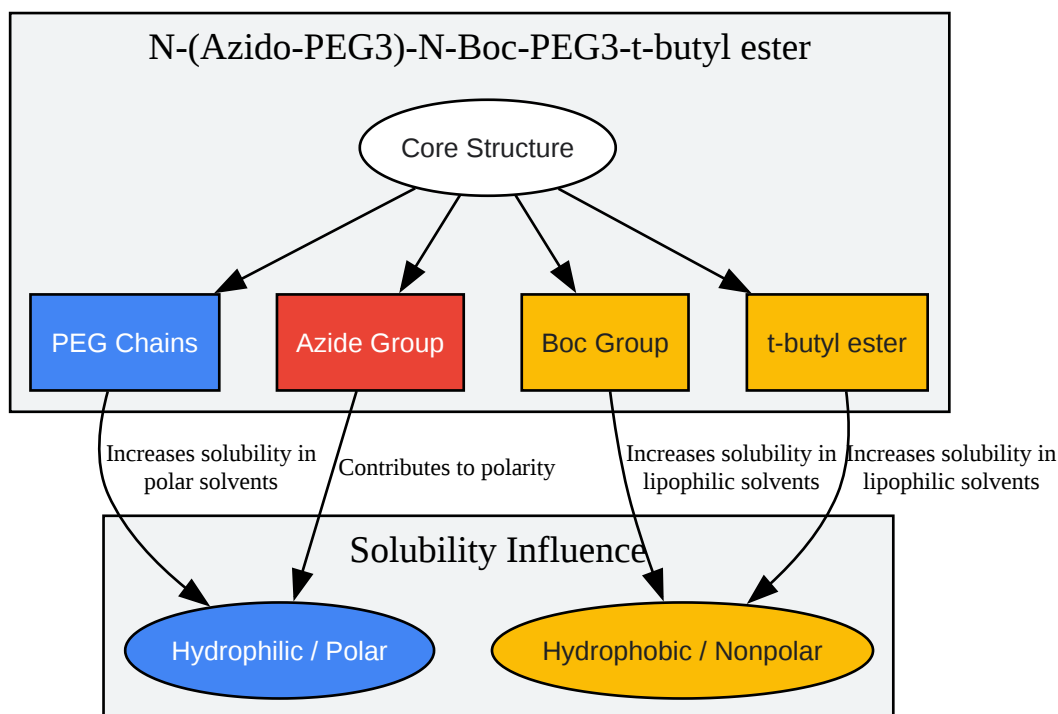 N-(Azido-PEG3)-N-Boc-PEG3-t-butyl ester
Core Structure
PEG Chains
Azide Group
Boc Group
t-butyl ester
Increases solubility in
polar solvents
Contributes to polarity
Increases solubility in
lipophilic solvents
Increases solubility in
lipophilic solvents
Solubility Influence
Hydrophilic / Polar
Hydrophobic / Nonpolar